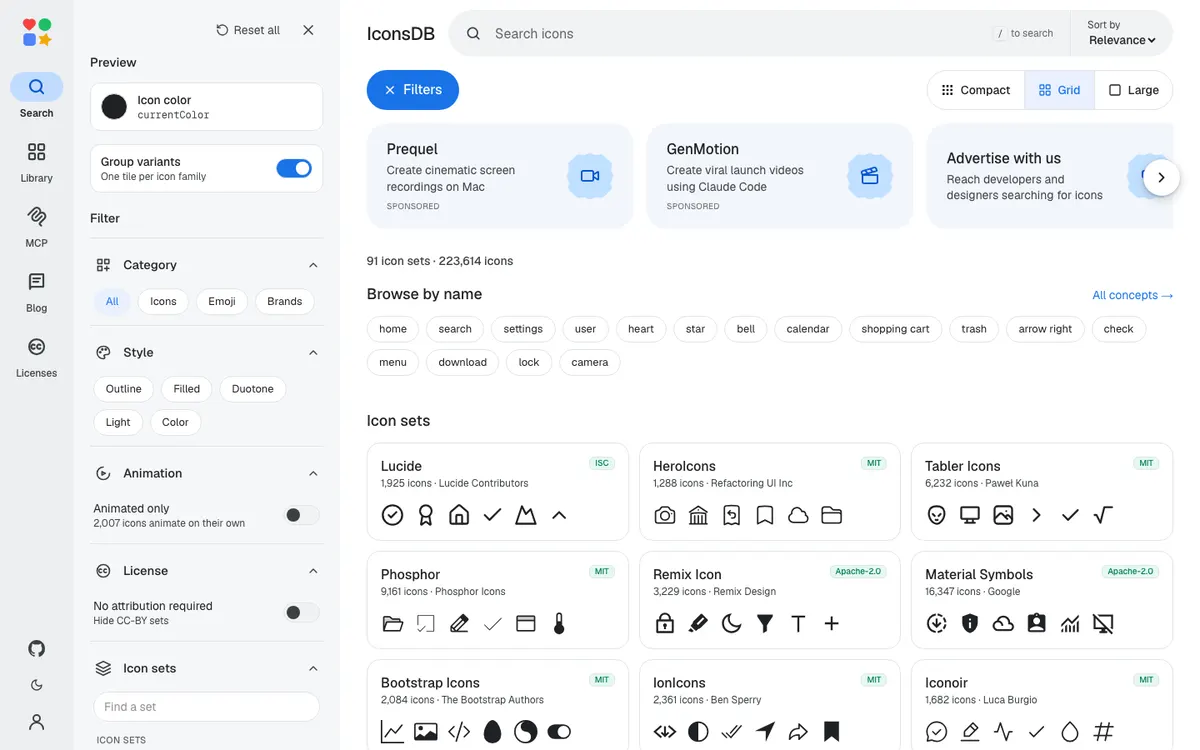 Search
Library
MCP
Blog
Licenses
Reset all
Preview
Icon color
currentColor
Group variants
One tile per icon family
Filter
Category
All
Icons
Emoji
Brands
Style
Outline
Filled
Duotone
Light
Color
Animation
Animated only
2,007 icons animate on their own
License
No attribution required
Hide CC-BY sets
Icon sets
Find a set
ICON SETS
IconsDB
Search icons
/ to search
Sort by
Relevance
Filters
Compact
Grid
Large
Prequel
Create cinematic screen
recordings on Mac
SPONSORED
GenMotion
Create viral launch videos
using Claude Code
SPONSORED
Advertise with us
Reach developers and
designers searching for icons
91 icon sets · 223,614 icons
Browse by name
All concepts →
home
search
settings
user
heart
star
bell
calendar
shopping cart
trash
arrow right
check
menu
download
lock
camera
Icon sets
Lucide
ISC
1,925 icons · Lucide Contributors
HeroIcons
MIT
1,288 icons · Refactoring UI Inc
Tabler Icons
MIT
6,232 icons · Paweł Kuna
Phosphor
MIT
9,161 icons · Phosphor Icons
Remix Icon
Apache-2.0
3,229 icons · Remix Design
Material Symbols
Apache-2.0
16,347 icons · Google
Bootstrap Icons
MIT
2,084 icons · The Bootstrap Authors
IonIcons
MIT
2,361 icons · Ben Sperry
Iconoir
MIT
1,682 icons · Luca Burgio